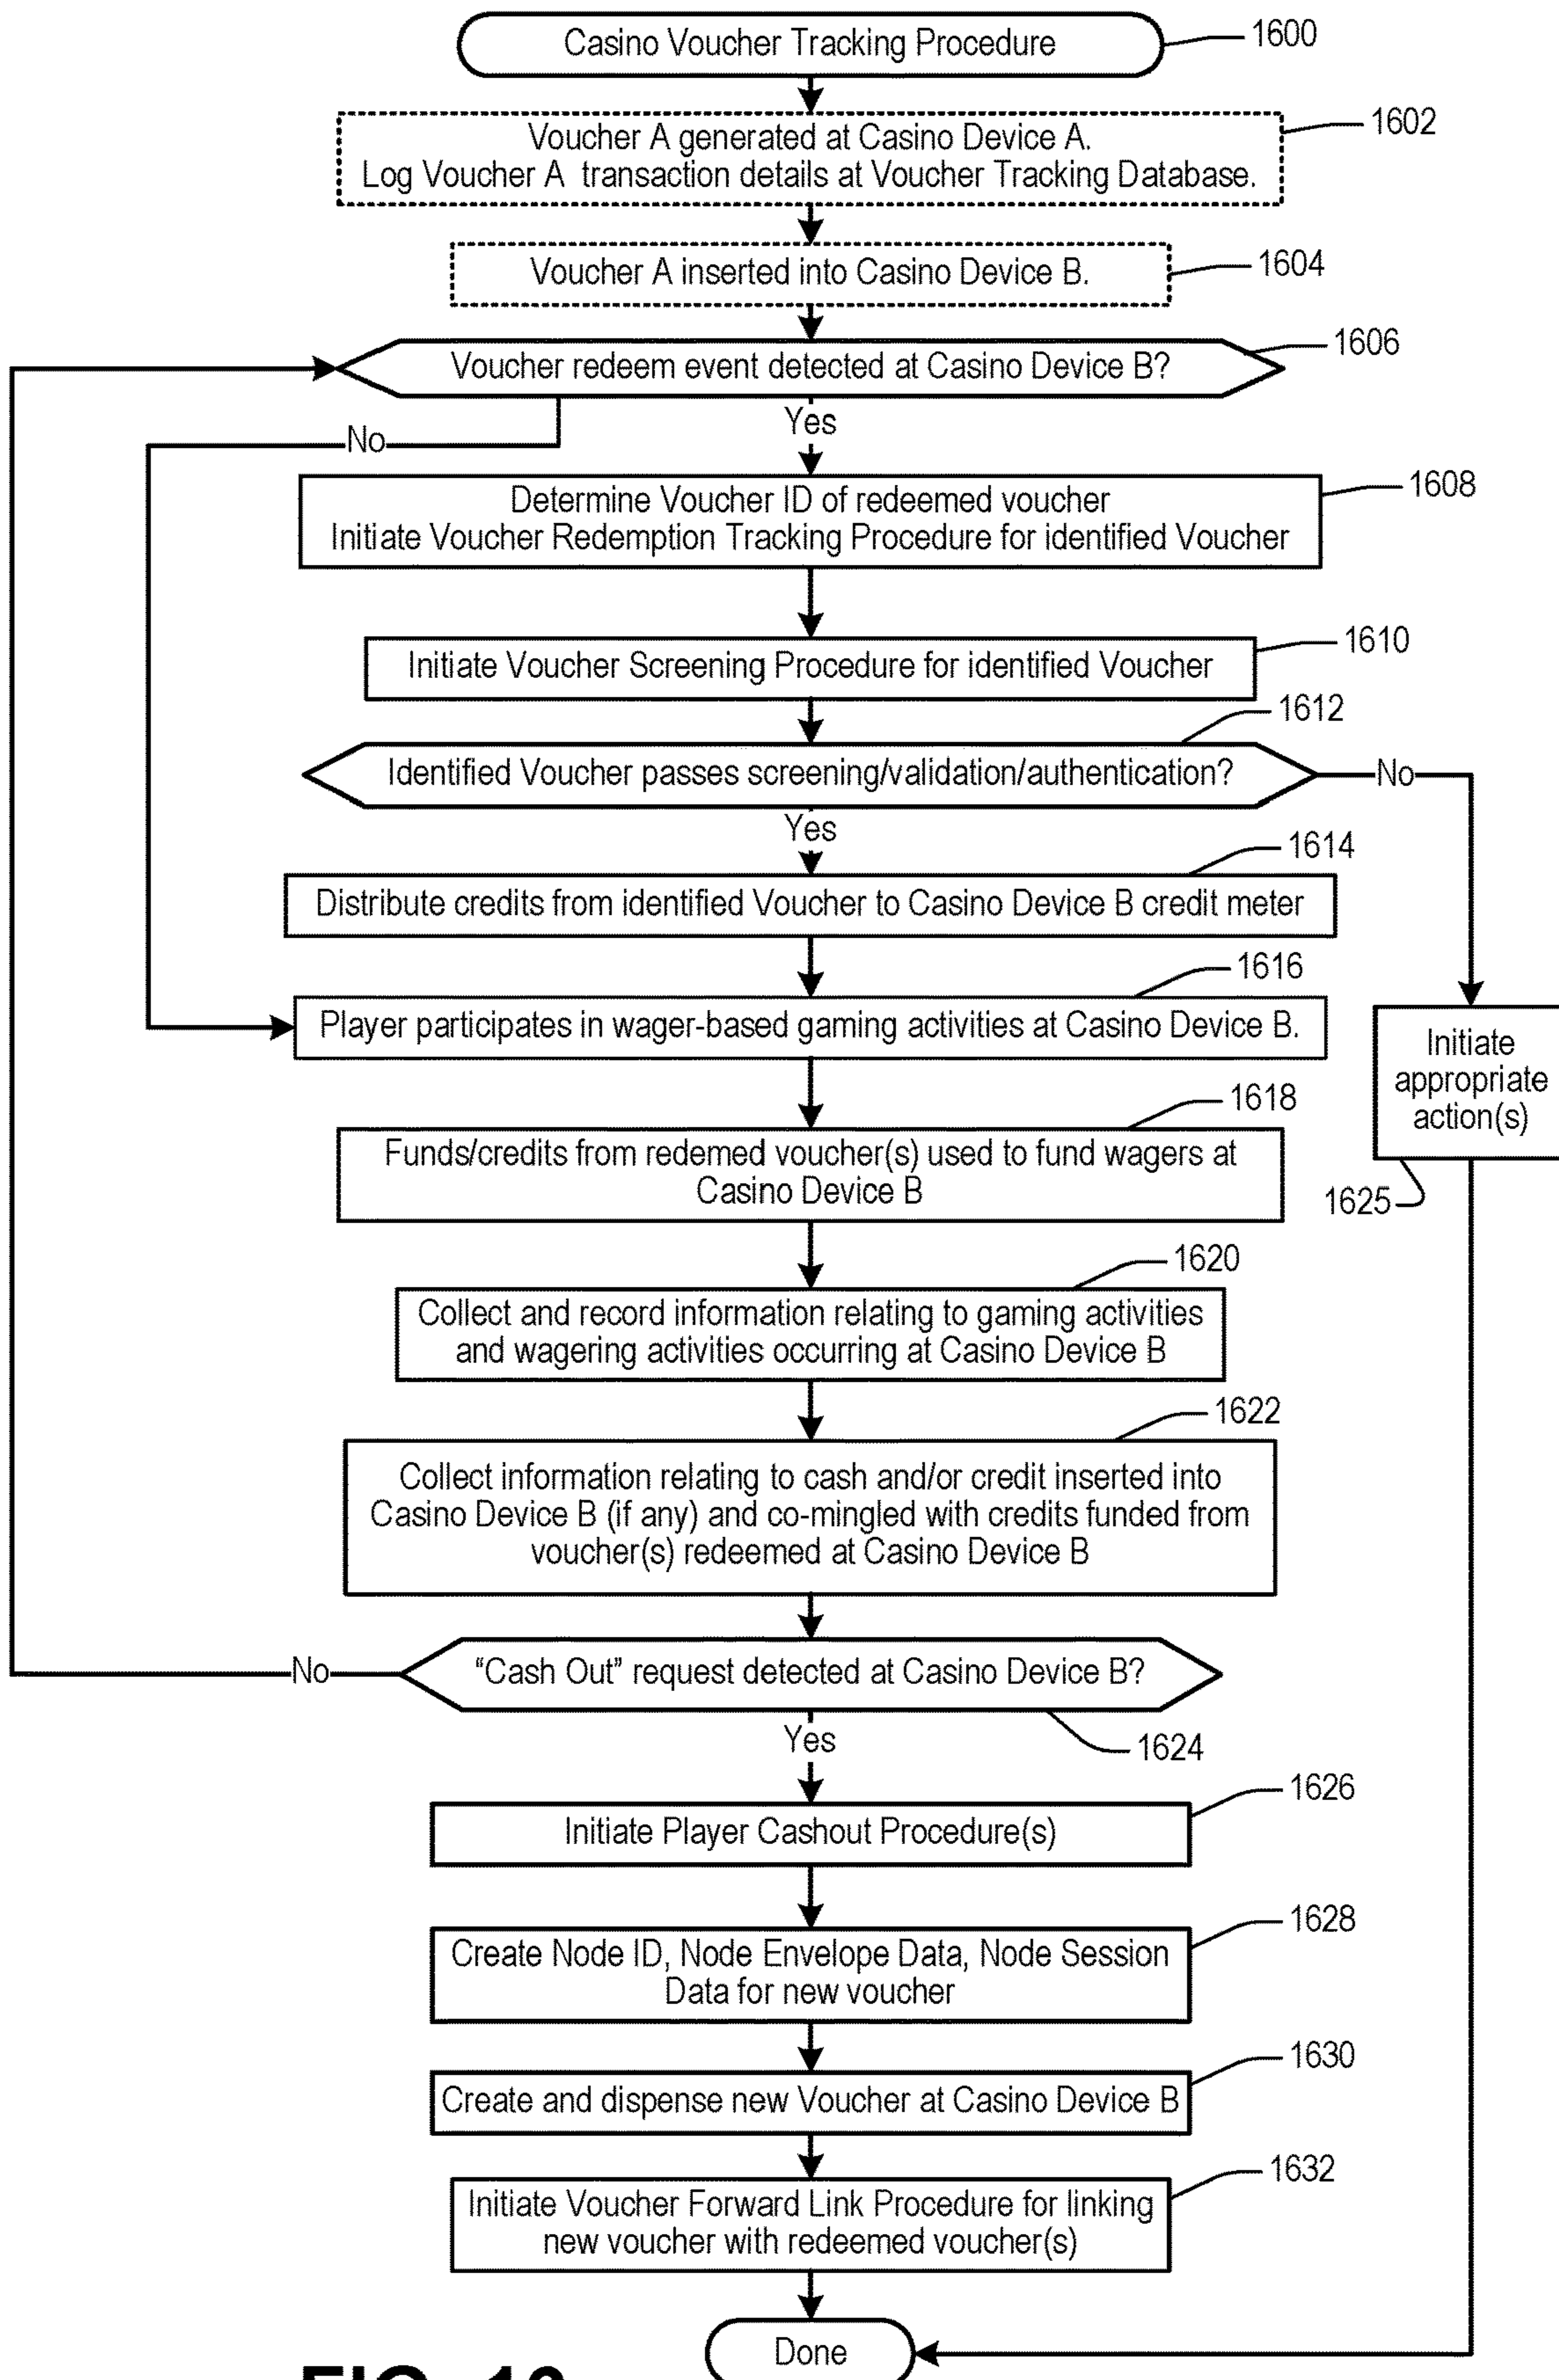 Casino Voucher Tracking Procedure
1600
Voucher A generated at Casino Device A.
Log Voucher A transaction details at Voucher Tracking Database.
1602
Voucher A inserted into Casino Device B.
1604
Voucher redeem event detected at Casino Device B?
1606
No
Yes
Determine Voucher ID of redeemed voucher
Initiate Voucher Redemption Tracking Procedure for identified Voucher
1608
Initiate Voucher Screening Procedure for identified Voucher
1610
1612
Identified Voucher passes screening/validation/authentication?
No
Yes
1614
Distribute credits from identified Voucher to Casino Device B credit meter
1616
Player participates in wager-based gaming activities at Casino Device B.
Initiate
appropriate
action(s)
1625
1618
Funds/credits from redemed voucher(s) used to fund wagers at
Casino Device B
1620
Collect and record information relating to gaming activities
and wagering activities occurring at Casino Device B
1622
Collect information relating to cash and/or credit inserted into
Casino Device B (if any) and co-mingled with credits funded from
voucher(s) redeemed at Casino Device B
No
“Cash Out” request detected at Casino Device B?
Yes
1624
1626
Initiate Player Cashout Procedure(s)
1628
Create Node ID, Node Envelope Data, Node Session
Data for new voucher
1630
Create and dispense new Voucher at Casino Device B
1632
Initiate Voucher Forward Link Procedure for linking
new voucher with redeemed voucher(s)
Done